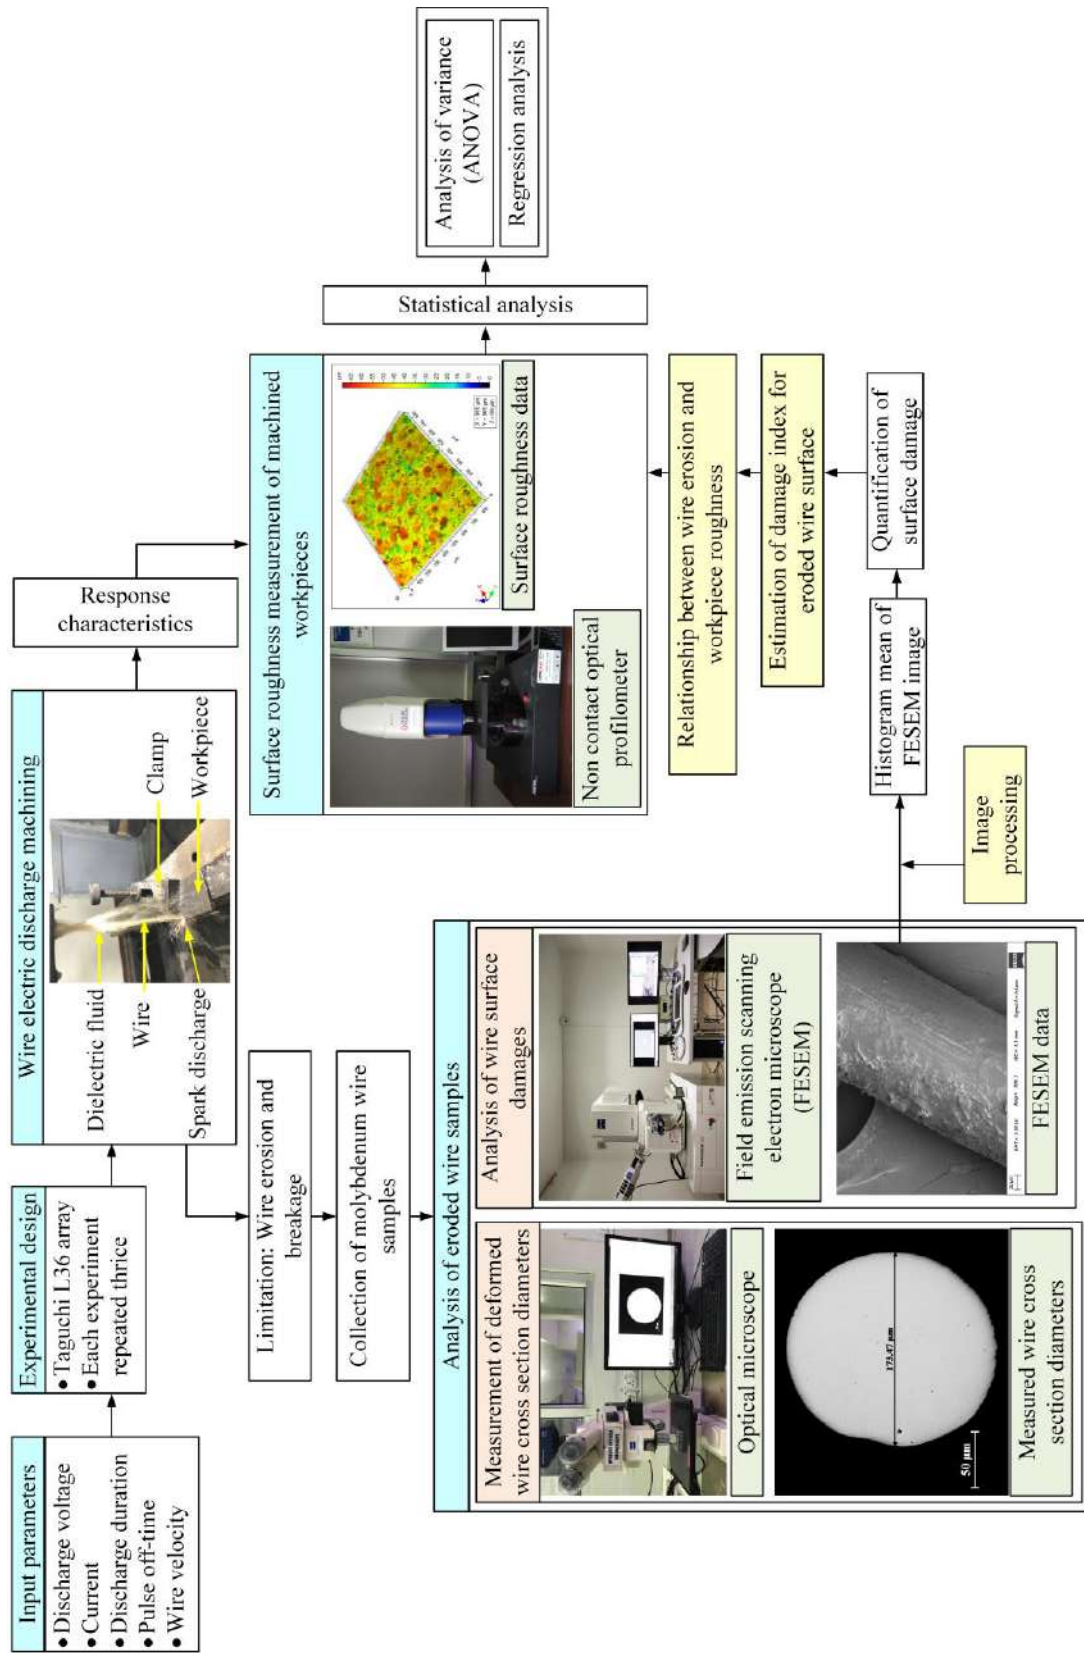 Input parameters
● Discharge voltage
● Current
● Discharge duration
● Pulse off-time
● Wire velocity
Experimental design
● Taguchi L36 array
● Each experiment
repeated thrice
Wire electric discharge machining
Dielectric fluid
Wire
Spark discharge
Clamp
Workpiece
Response
characteristics
Limitation: Wire erosion and
breakage
Collection of molybdenum wire
samples
Analysis of eroded wire samples
Measurement of deformed
wire cross section diameters
Optical microscope
173.47 µm
50 µm
Measured wire cross
section diameters
Analysis of wire surface
damages
Field emission scanning
electron microscope
(FESEM)
FESEM data
Image
processing
Histogram mean of
FESEM image
Quantification of
surface damage
Estimation of damage index for
eroded wire surface
Relationship between wire erosion and
workpiece roughness
Surface roughness measurement of machined
workpieces
Non contact optical
profilometer
Surface roughness data
Statistical analysis
Analysis of variance
(ANOVA)
Regression analysis